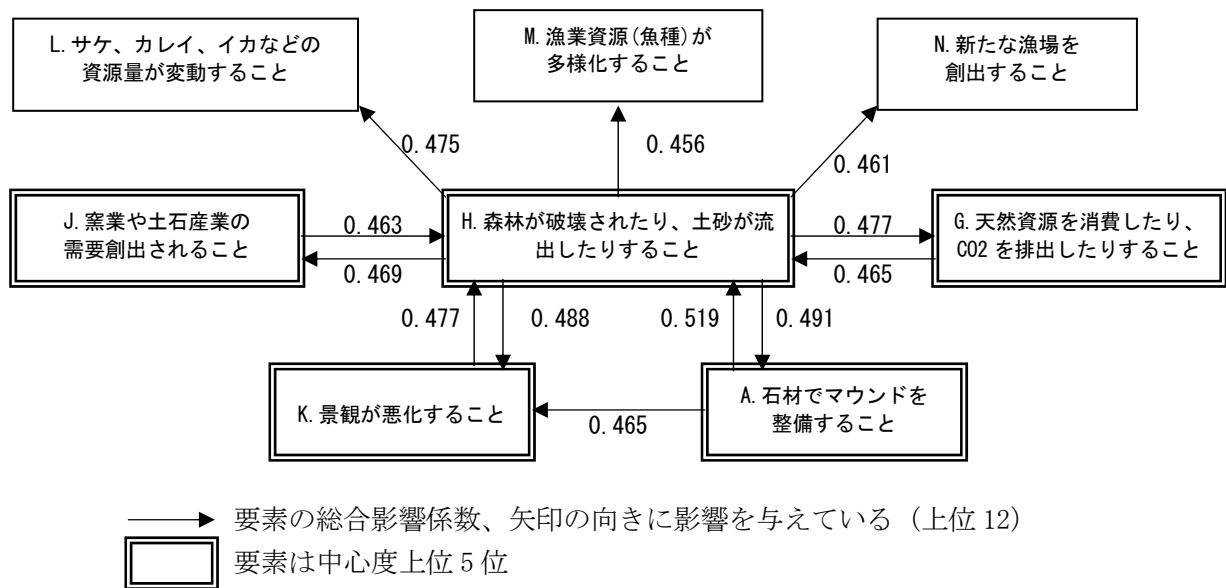 L.サケ、カレイ、イカなどの
資源量が変動すること
M.漁業資源(魚種)が
多様化すること
N.新たな漁場を
創出すること
0.475
0.456
0.461
J.窯業や土石産業の
需要創出されること
0.463
0.469
H.森林が破壊されたり、土砂が流
出したりすること
0.477
0.465
G.天然資源を消費したり、
CO2を排出したりすること
0.477
0.488
0.519
0.491
K.景観が悪化すること
0.465
A.石材でマウンドを
整備すること
要素の総合影響係数、矢印の向きに影響を与えている(上位12)
要素は中心度上位5位